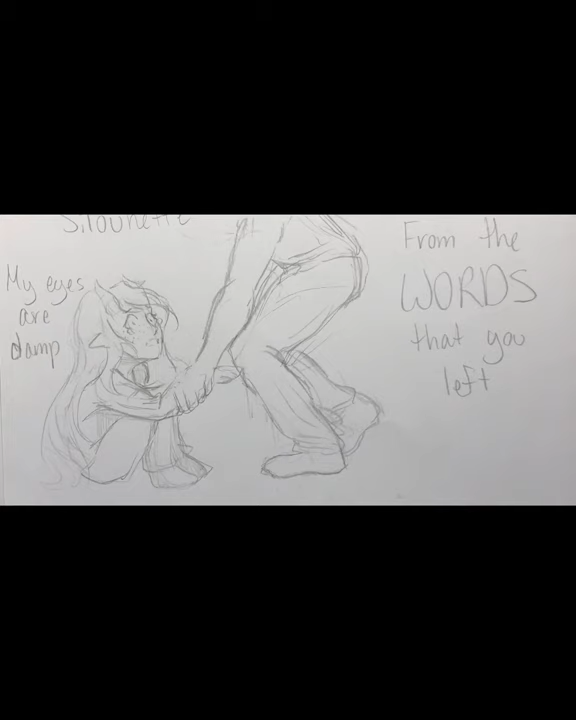 Silouhette
My eyes
are
damp
From the
WORDS
that you
left